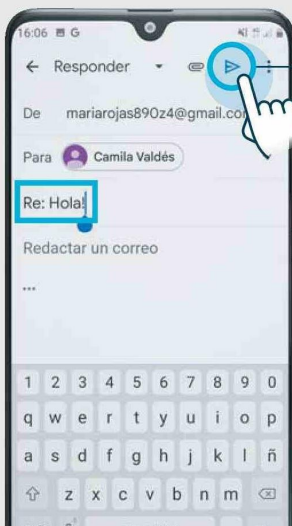 16:06 G
Responder
De mariarojas890z4@gmail.co
Para Camila Valdés
Re: Hola!
Redactar un correo
...
1 2 3 4 5 6 7 8 9 0
q w e r t y u i o p
a s d f g h j k l ñ
z x c v b n m